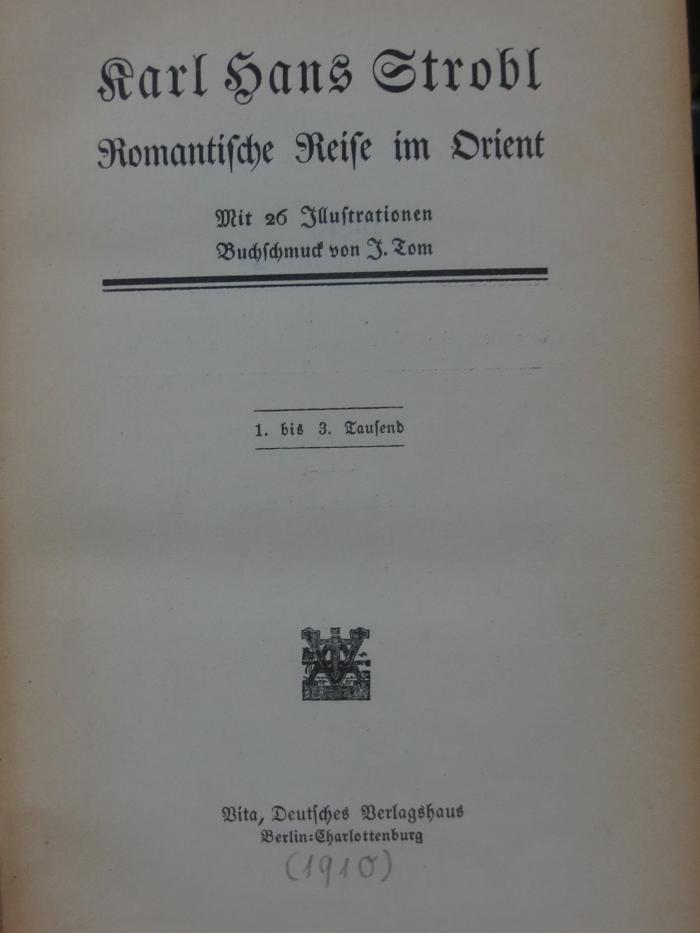 Karl Hans Strobl
Romantische Reise im Orient
Mit 26 Illustrationen
Buchschmuck von J. Tom
1. bis 3. Tausend
Vita, Deutsches Verlagshaus
Berlin-Charlottenburg
(1910)